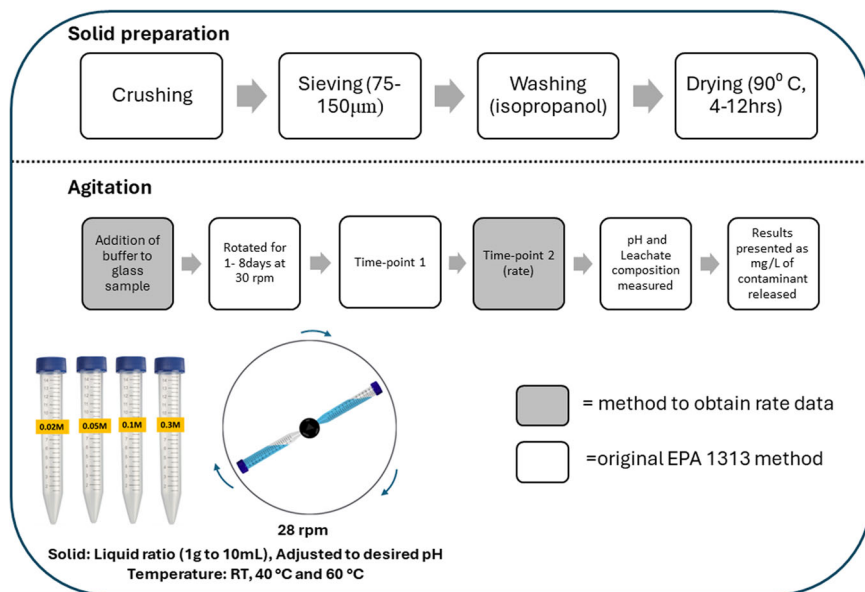 Solid preparation
Crushing
Sieving (75-
150μm)
Washing
(isopropanol)
Drying (90⁰ C,
4-12hrs)
Agitation
Addition of
buffer to
glass
sample
Rotated for
1- 8days at
30 rpm
Time-point 1
Time-point 2
(rate)
pH and
Leachate
composition
measured
Results
presented as
mg/L of
contaminant
released
0.02M
0.05M
0.1M
0.3M
28 rpm
Solid: Liquid ratio (1g to 10mL), Adjusted to desired pH
Temperature: RT, 40 °C and 60 °C
= method to obtain rate data
=original EPA 1313 method